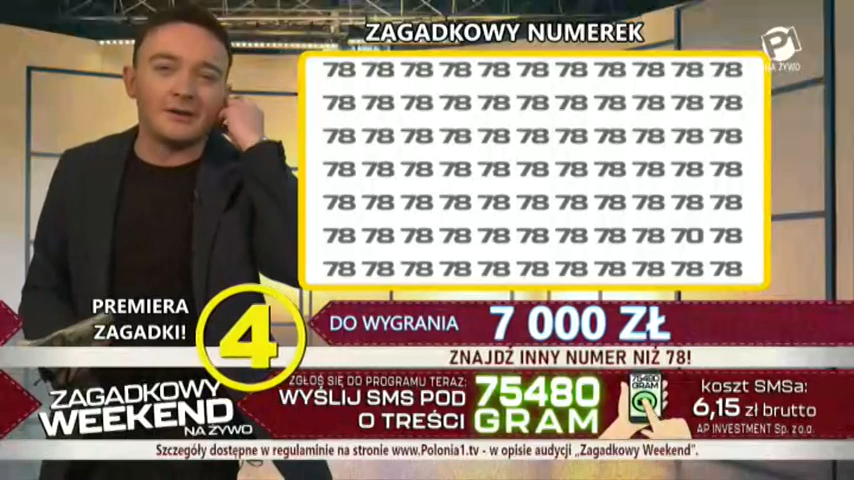 ZAGADKOWY NUMEREK
P1
NA ŻYWO
78 78 78 78 78 78 78 78 78 78 78
78 78 78 78 78 78 78 78 78 78 78
78 78 78 78 78 78 78 78 78 78 78
78 78 78 78 78 78 78 78 78 78 78
78 78 78 78 78 78 78 78 78 78 78
78 78 78 78 78 78 78 78 78 70 78
78 78 78 78 78 78 78 78 78 78 78
PREMIERA
ZAGADKI!
4
DO WYGRANIA 7 000 ZŁ
ZNAJDŹ INNY NUMER NIŻ 78!
ZAGADKOWY
WEEKEND
NA ŻYWO
ZGŁOŚ SIĘ DO PROGRAMU TERAZ:
WYŚLIJ SMS POD 75480
O TREŚCI GRAM
75480
GRAM
koszt SMSa:
6,15 zł brutto
AP INVESTMENT Sp. z o.o.
Szczegóły dostępne w regulaminie na stronie www.Polonia1.tv - w opisie audycji „Zagadkowy Weekend".